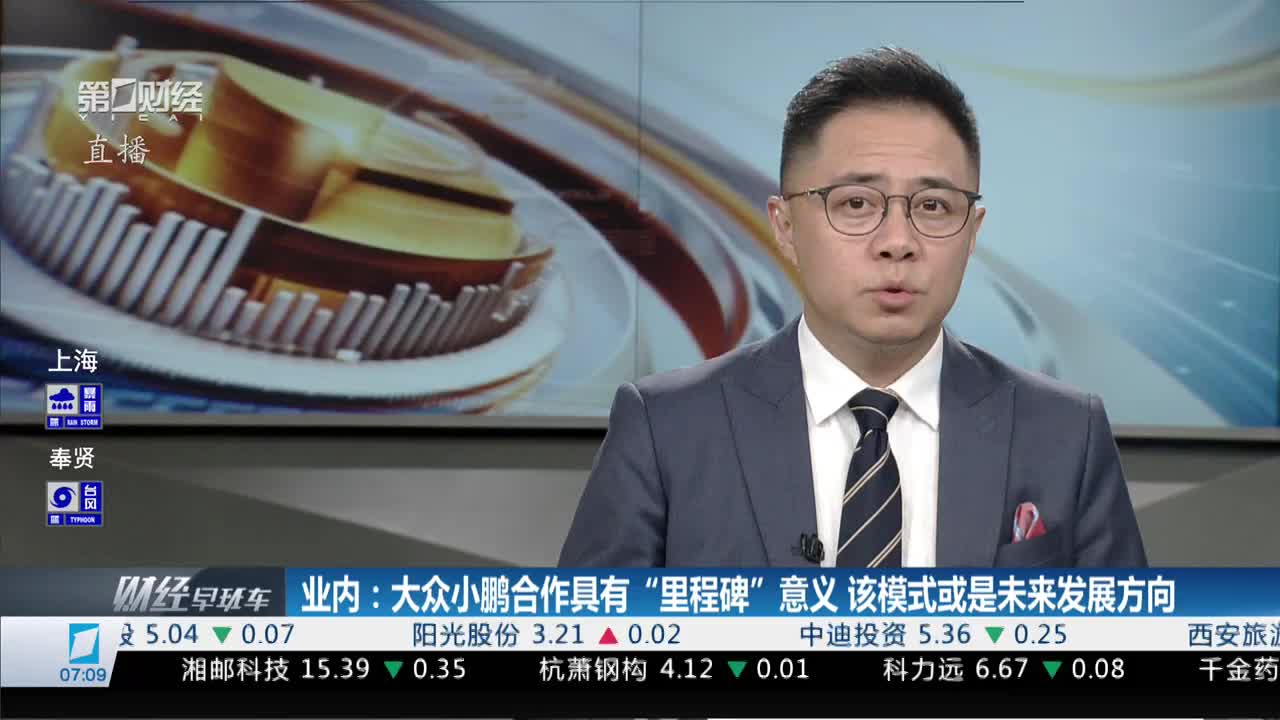 第一财经
YICAI
直播
上海
暴雨
蓝 RAIN STORM
奉贤
台风
蓝 TYPHOON
财经早班车
业内：大众小鹏合作具有“里程碑”意义 该模式或是未来发展方向
投 5.04 ▼ 0.07 阳光股份 3.21 ▲ 0.02 中迪投资 5.36 ▼ 0.25 西安旅游
07:09
湘邮科技 15.39 ▼ 0.35 杭萧钢构 4.12 ▼ 0.01 科力远 6.67 ▼ 0.08 千金药